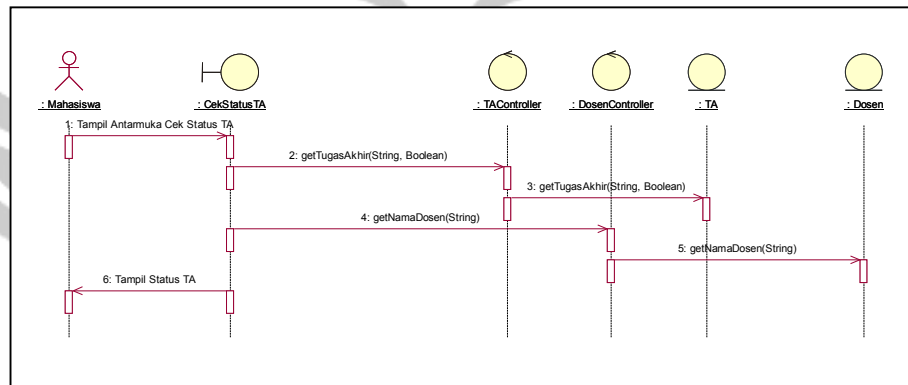 : Mahasiswa
: CekStatusTA
: TAController
: DosenController
: TA
: Dosen
1: Tampil Antarmuka Cek Status TA
2: getTugasAkhir(String, Boolean)
3: getTugasAkhir(String, Boolean)
4: getNamaDosen(String)
5: getNamaDosen(String)
6: Tampil Status TA